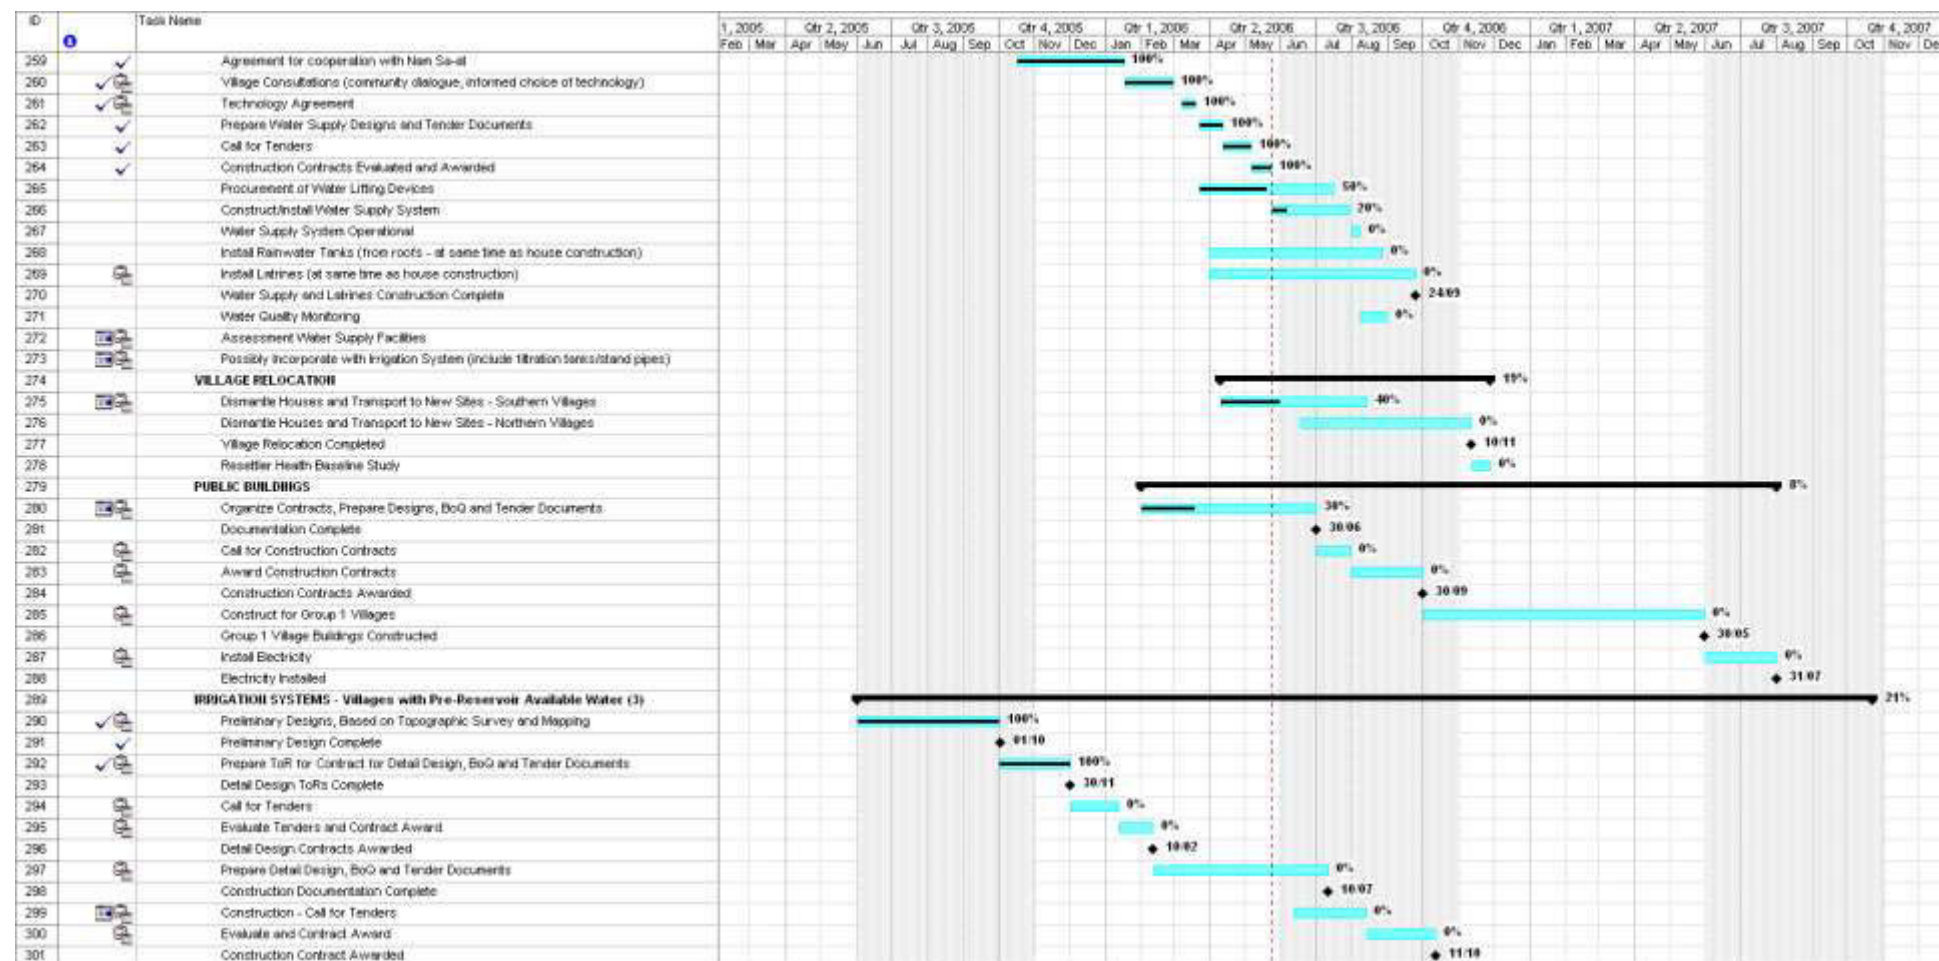 ID Task Name 1, 2005 Qtr 2, 2005 Qtr 3, 2005 Qtr 4, 2005 Qtr 1, 2006 Qtr 2, 2006 Qtr 3, 2006 Qtr 4, 2006 Qtr 1, 2007 Qtr 2, 2007 Qtr 3, 2007 Qtr 4, 2007
Feb Mar Apr May Jun Jul Aug Sep Oct Nov Dec Jan Feb Mar Apr May Jun Jul Aug Sep Oct Nov Dec Jan Feb Mar Apr May Jun Jul Aug Sep Oct Nov De
259 Agreement for cooperation with Nam Sa-at 100%
260 Village Consultations (community dialogue, informed choice of technology) 100%
261 Technology Agreement 100%
262 Prepare Water Supply Designs and Tender Documents 100%
263 Call for Tenders 100%
264 Construction Contracts Evaluated and Awarded 100%
265 Procurement of Water Lifting Devices 50%
266 Construct/Install Water Supply System 20%
267 Water Supply System Operational 0%
268 Install Rainwater Tanks (from roofs - at same time as house construction) 0%
269 Install Latrines (at same time as house construction) 0%
270 Water Supply and Latrines Construction Complete 24/09
271 Water Quality Monitoring 0%
272 Assessment Water Supply Facilities
273 Possibly Incorporate with Irrigation System (include filtration tanks/stand pipes)
274 VILLAGE RELOCATION 19%
275 Dismantle Houses and Transport to New Sites - Southern Villages 40%
276 Dismantle Houses and Transport to New Sites - Northern Villages 0%
277 Village Relocation Completed 10/11
278 Resettler Health Baseline Study 0%
279 PUBLIC BUILDINGS 8%
280 Organize Contracts, Prepare Designs, BoQ and Tender Documents 30%
281 Documentation Complete 30/06
282 Call for Construction Contracts 0%
283 Award Construction Contracts 0%
284 Construction Contracts Awarded 30/09
285 Construct for Group 1 Villages 0%
286 Group 1 Village Buildings Constructed 30/05
287 Install Electricity 0%
288 Electricity Installed 31/07
289 IRRIGATION SYSTEMS - Villages with Pre-Reservoir Available Water (3) 21%
290 Preliminary Designs, Based on Topographic Survey and Mapping 100%
291 Preliminary Design Complete 01/10
292 Prepare ToR for Contract for Detail Design, BoQ and Tender Documents 100%
293 Detail Design ToRs Complete 30/11
294 Call for Tenders 0%
295 Evaluate Tenders and Contract Award 0%
296 Detail Design Contracts Awarded 10/02
297 Prepare Detail Design, BoQ and Tender Documents 0%
298 Construction Documentation Complete 10/07
299 Construction - Call for Tenders 0%
300 Evaluate and Contract Award 0%
301 Construction Contract Awarded 11/10